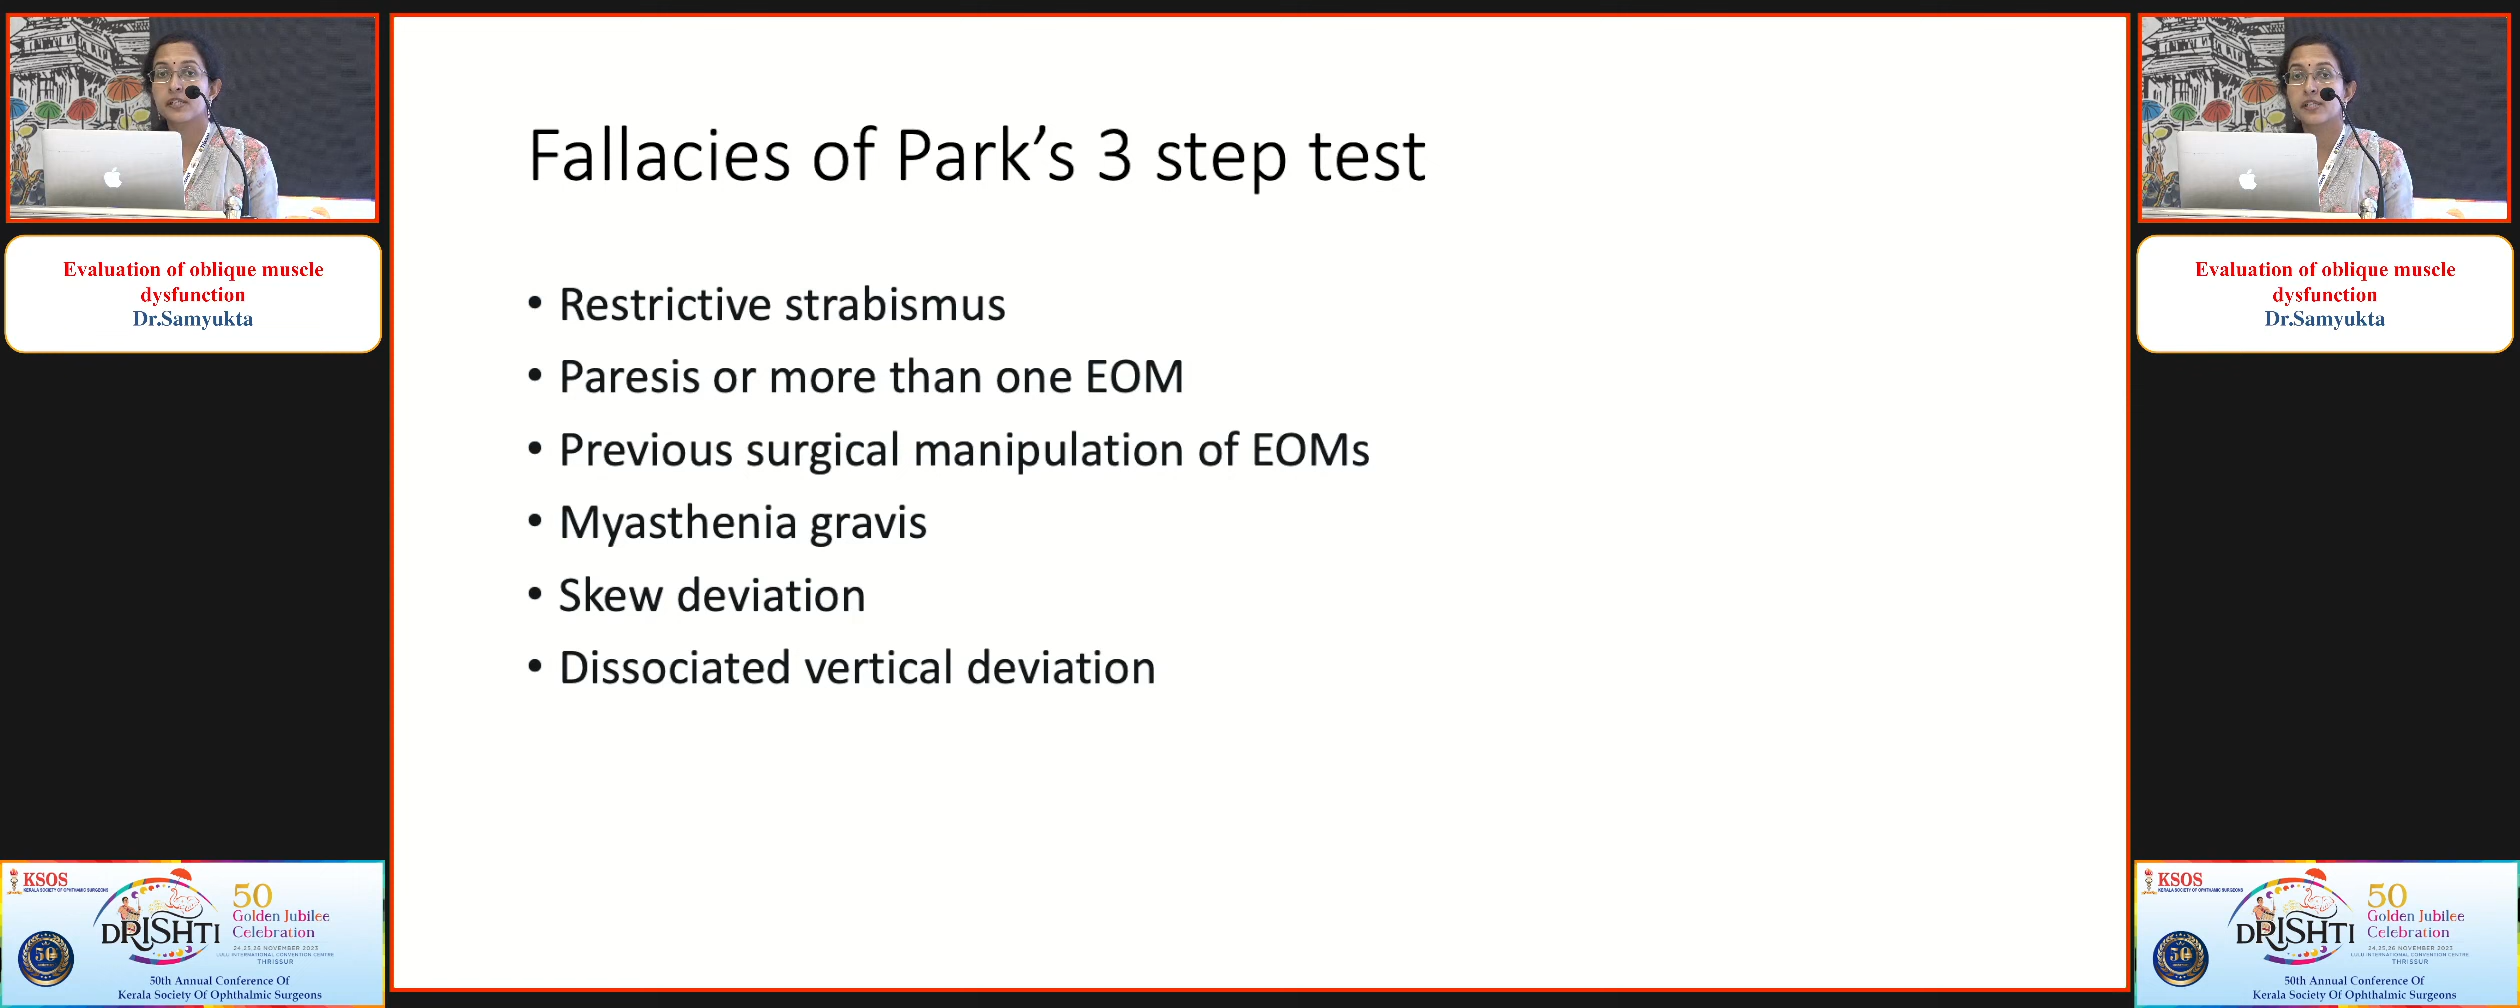 Evaluation of oblique muscle
dysfunction
Dr.Samyukta
KSOS
KERALA SOCIETY OF OPHTHALMIC SURGEONS
DRISHTI
50
Golden Jubilee
Celebration
24,25,26 NOVEMBER 2023
LULU INTERNATIONAL CONVENTION CENTRE
THRISSUR
50
50th Annual Conference Of
Kerala Society Of Ophthalmic Surgeons
Fallacies of Park’s 3 step test
• Restrictive strabismus
• Paresis or more than one EOM
• Previous surgical manipulation of EOMs
• Myasthenia gravis
• Skew deviation
• Dissociated vertical deviation
Evaluation of oblique muscle
dysfunction
Dr.Samyukta
KSOS
KERALA SOCIETY OF OPHTHALMIC SURGEONS
DRISHTI
50
Golden Jubilee
Celebration
24,25,26 NOVEMBER 2023
LULU INTERNATIONAL CONVENTION CENTRE
THRISSUR
50
50th Annual Conference Of
Kerala Society Of Ophthalmic Surgeons